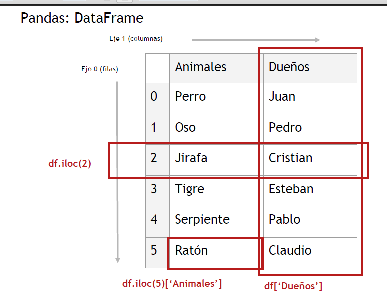 Pandas: DataFrame
Eje 1 (columnas)
Eje 0 (filas)
Animales Dueños
0 Perro Juan
1 Oso Pedro
2 Jirafa Cristian
df.iloc(2)
3 Tigre Esteban
4 Serpiente Pablo
5 Ratón Claudio
df.iloc(5)['Animales'] df['Dueños']